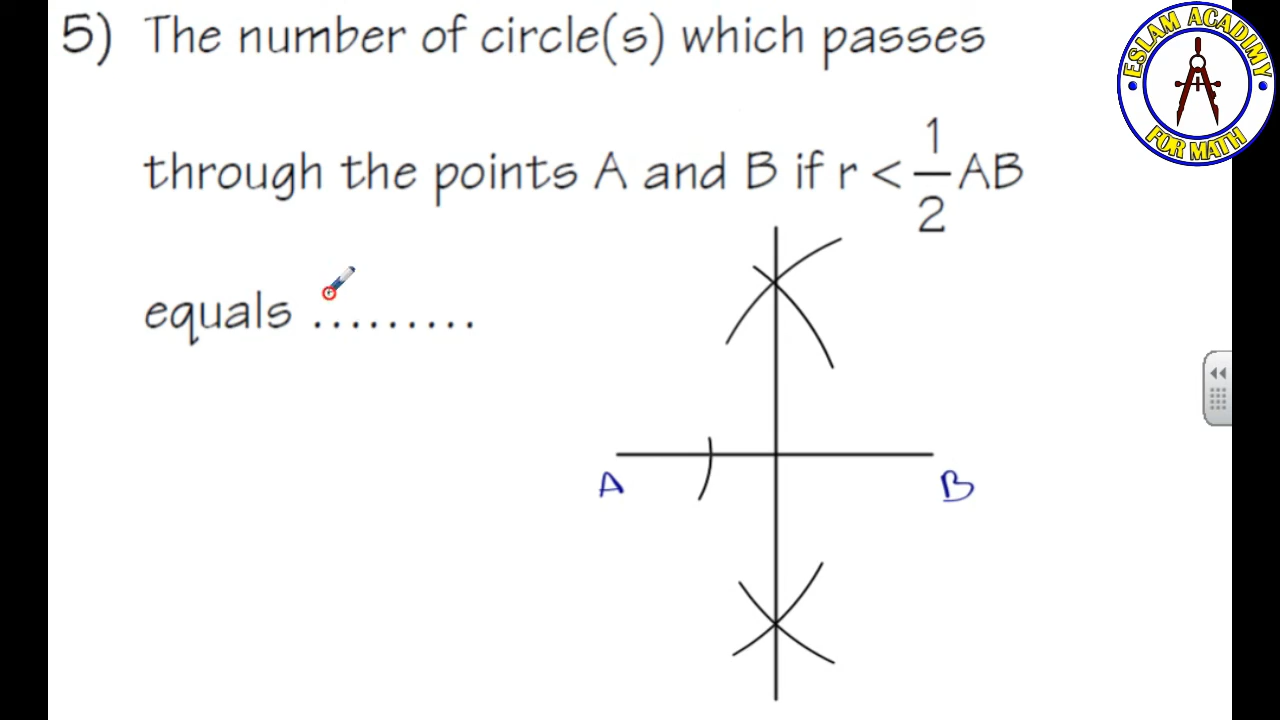 5) The number of circle(s) which passes
through the points A and B if r < 1/2 AB
equals .........
A
B
ESLAM ACADIMY
FOR MATH